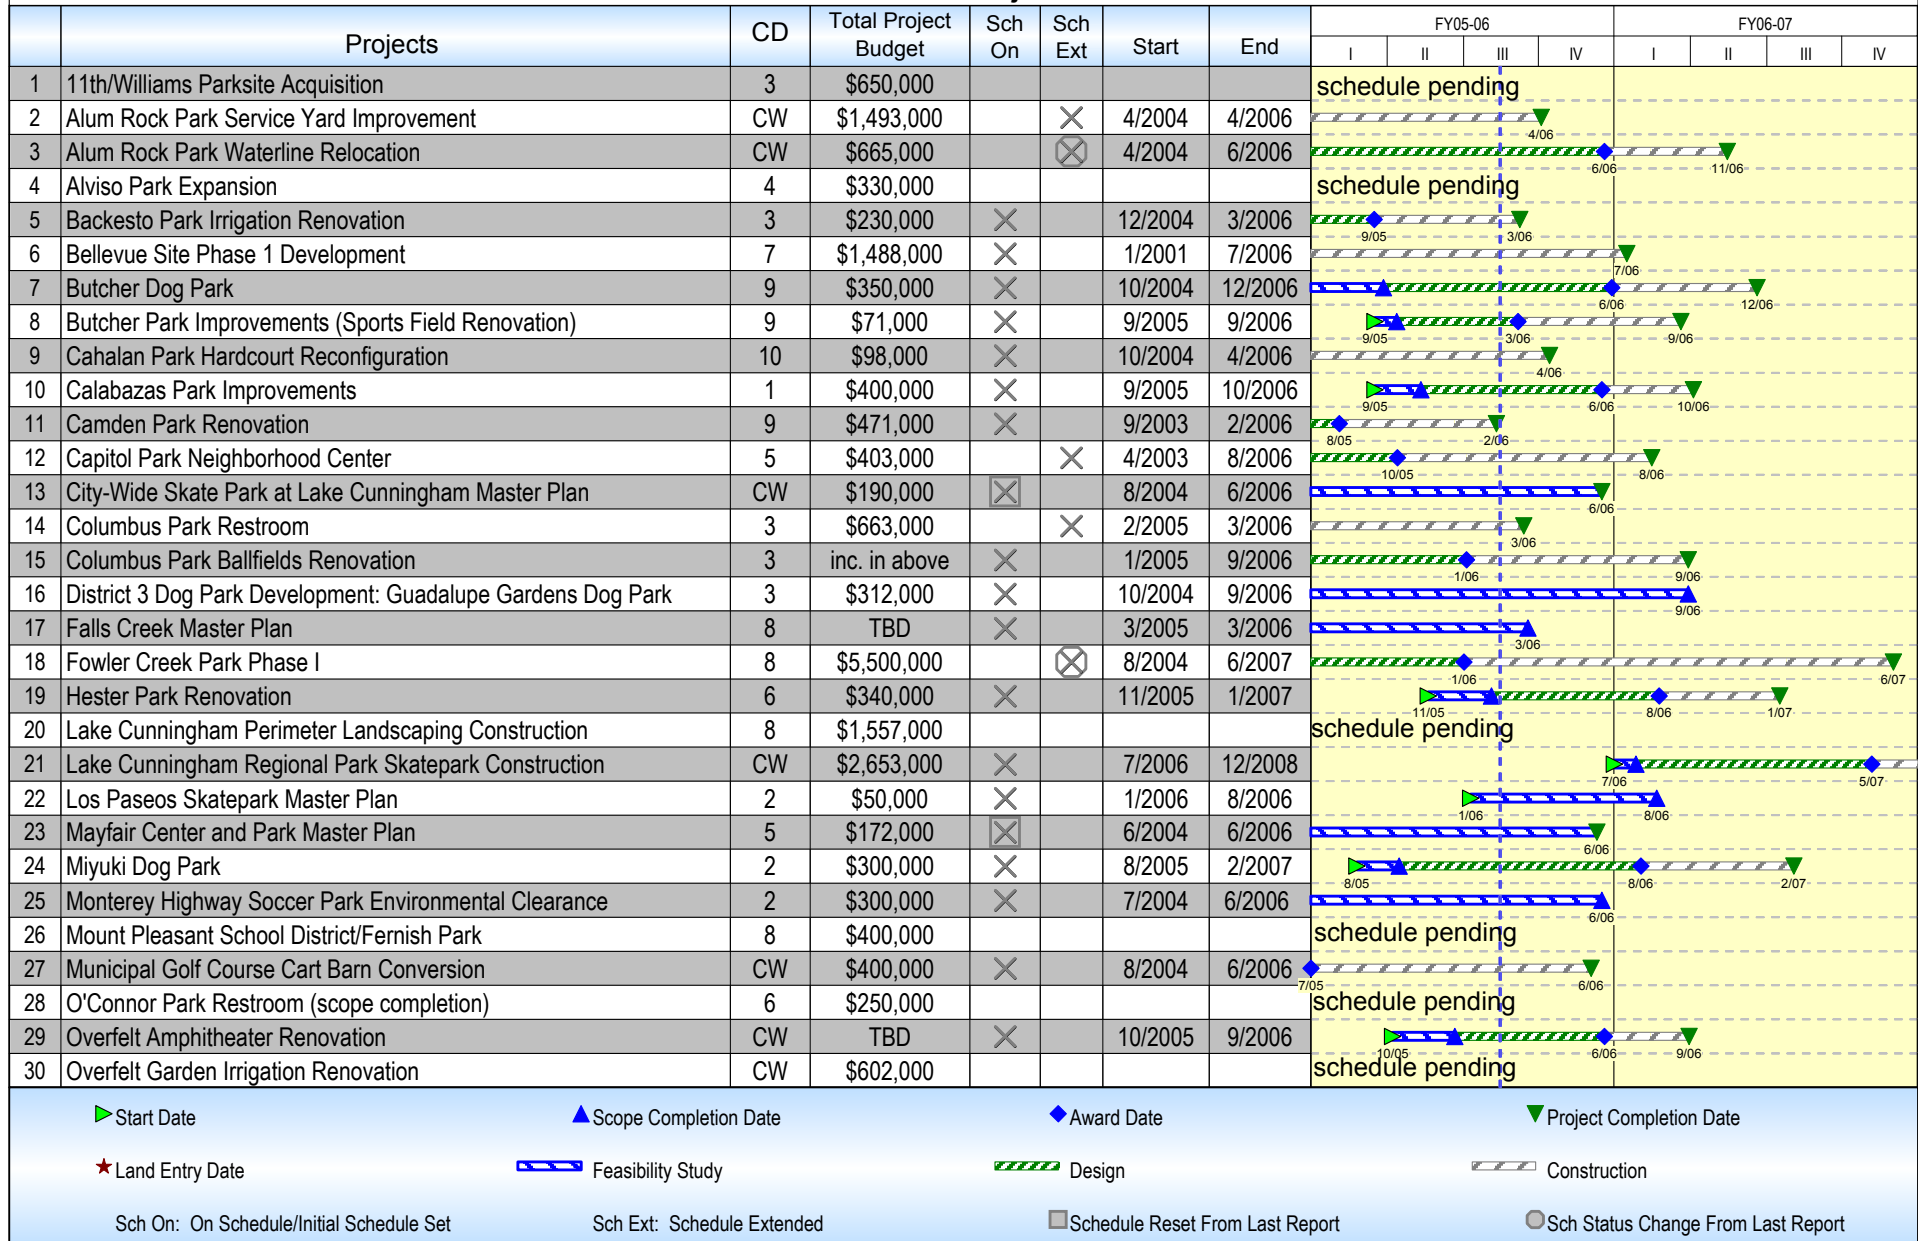 Projects CD Total Project Budget Sch On Sch Ext Start End FY05-06 FY06-07
I II III IV I II III IV
1 11th/Williams Parksite Acquisition 3 $650,000 schedule pending
2 Alum Rock Park Service Yard Improvement CW $1,493,000 4/2004 4/2006 4/06
3 Alum Rock Park Waterline Relocation CW $665,000 4/2004 6/2006 6/06 11/06
4 Alviso Park Expansion 4 $330,000 schedule pending
5 Backesto Park Irrigation Renovation 3 $230,000 12/2004 3/2006 9/05 3/06
6 Bellevue Site Phase 1 Development 7 $1,488,000 1/2001 7/2006 7/06
7 Butcher Dog Park 9 $350,000 10/2004 12/2006 6/06 12/06
8 Butcher Park Improvements (Sports Field Renovation) 9 $71,000 9/2005 9/2006 9/05 3/06 9/06
9 Cahalan Park Hardcourt Reconfiguration 10 $98,000 10/2004 4/2006 4/06
10 Calabazas Park Improvements 1 $400,000 9/2005 10/2006 9/05 6/06 10/06
11 Camden Park Renovation 9 $471,000 9/2003 2/2006 8/05 2/06
12 Capitol Park Neighborhood Center 5 $403,000 4/2003 8/2006 10/05 8/06
13 City-Wide Skate Park at Lake Cunningham Master Plan CW $190,000 8/2004 6/2006 6/06
14 Columbus Park Restroom 3 $663,000 2/2005 3/2006 3/06
15 Columbus Park Ballfields Renovation 3 inc. in above 1/2005 9/2006 1/06 9/06
16 District 3 Dog Park Development: Guadalupe Gardens Dog Park 3 $312,000 10/2004 9/2006 9/06
17 Falls Creek Master Plan 8 TBD 3/2005 3/2006 3/06
18 Fowler Creek Park Phase I 8 $5,500,000 8/2004 6/2007 1/06 6/07
19 Hester Park Renovation 6 $340,000 11/2005 1/2007 11/05 8/06 1/07
20 Lake Cunningham Perimeter Landscaping Construction 8 $1,557,000 schedule pending
21 Lake Cunningham Regional Park Skatepark Construction CW $2,653,000 7/2006 12/2008 7/06 5/07
22 Los Paseos Skatepark Master Plan 2 $50,000 1/2006 8/2006 1/06 8/06
23 Mayfair Center and Park Master Plan 5 $172,000 6/2004 6/2006 6/06
24 Miyuki Dog Park 2 $300,000 8/2005 2/2007 8/05 8/06 2/07
25 Monterey Highway Soccer Park Environmental Clearance 2 $300,000 7/2004 6/2006 6/06
26 Mount Pleasant School District/Fernish Park 8 $400,000 schedule pending
27 Municipal Golf Course Cart Barn Conversion CW $400,000 8/2004 6/2006 7/05 6/06
28 O'Connor Park Restroom (scope completion) 6 $250,000 schedule pending
29 Overfelt Amphitheater Renovation CW TBD 10/2005 9/2006 10/05 6/06 9/06
30 Overfelt Garden Irrigation Renovation CW $602,000 schedule pending
Start Date Scope Completion Date Award Date Project Completion Date
Land Entry Date Feasibility Study Design Construction
Sch On: On Schedule/Initial Schedule Set Sch Ext: Schedule Extended Schedule Reset From Last Report Sch Status Change From Last Report